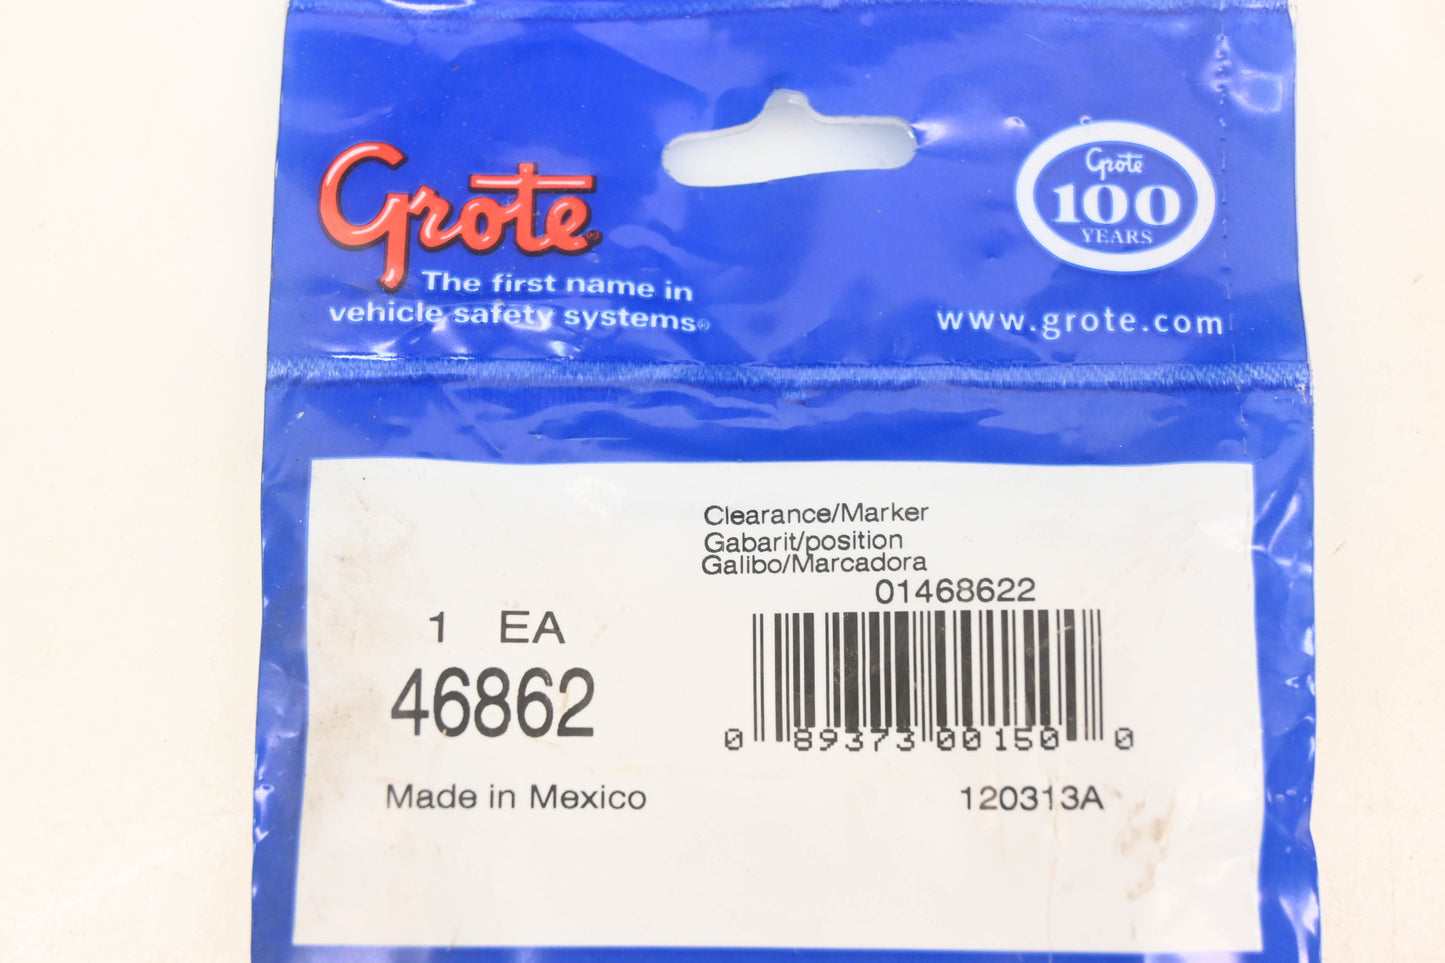 Grote®
The first name in
vehicle safety systems®
Grote
100
YEARS
www.grote.com
Clearance/Marker
Gabarit/position
Galibo/Marcadora
01468622
1 EA
46862
0 89373 00150 0
Made in Mexico
120313A